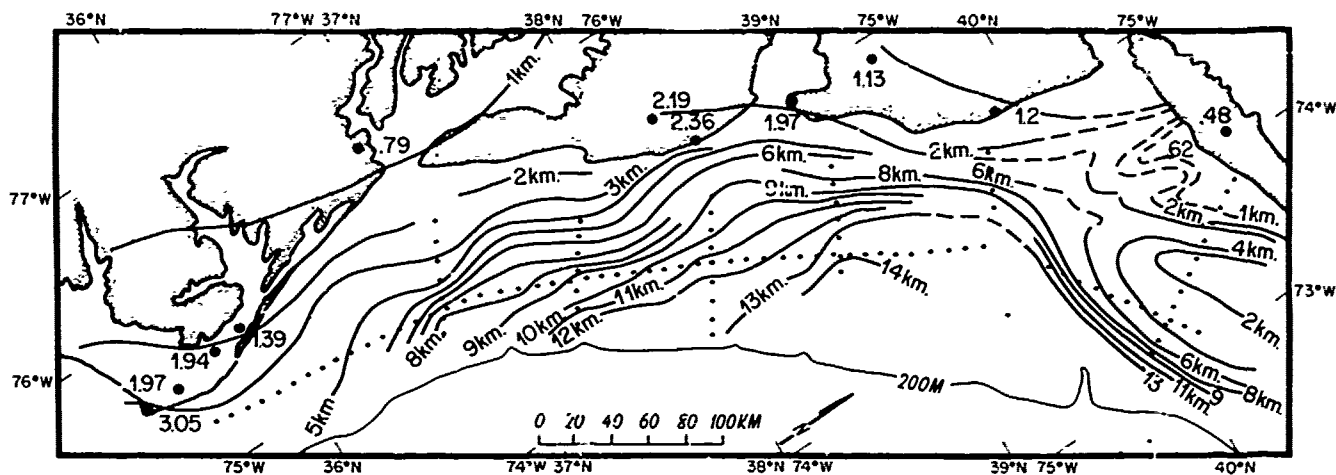 36°N 77°W 37°N 38°N 76°W 39°N 75°W 40°N 75°W
1km.
1.13
2.19
2.36
1.97
1.2
74°W
.48
.79
.62
6km.
2km.
2km.
3km.
8km.
6km.
77°W
9km.
2km.
1km.
4km.
14km.
73°W
11km.
13km.
1.39
10km.
9km.
12km.
2km.
1.94
8km.
6km.
76°W
1.97
200M
13
11km.
9
8km.
3.05
5km.
0 20 40 60 80 100KM
N
75°W 36°N 74°W 37°N 38°N 74°W 39°N 75°W 40°N